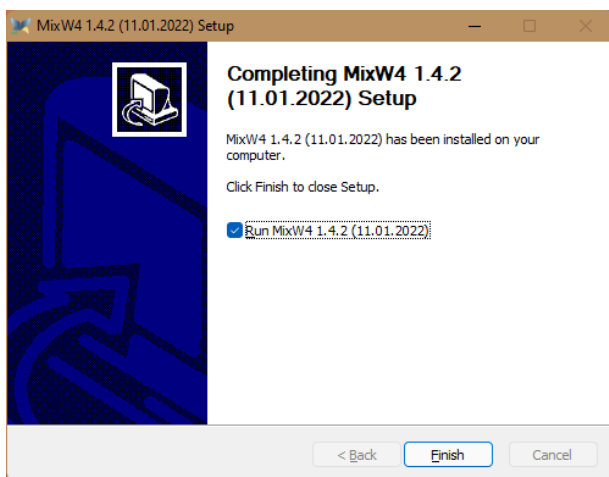 MixW4 1.4.2 (11.01.2022) Setup
Completing MixW4 1.4.2
(11.01.2022) Setup
MixW4 1.4.2 (11.01.2022) has been installed on your
computer.
Click Finish to close Setup.
Run MixW4 1.4.2 (11.01.2022)
< Back Finish Cancel